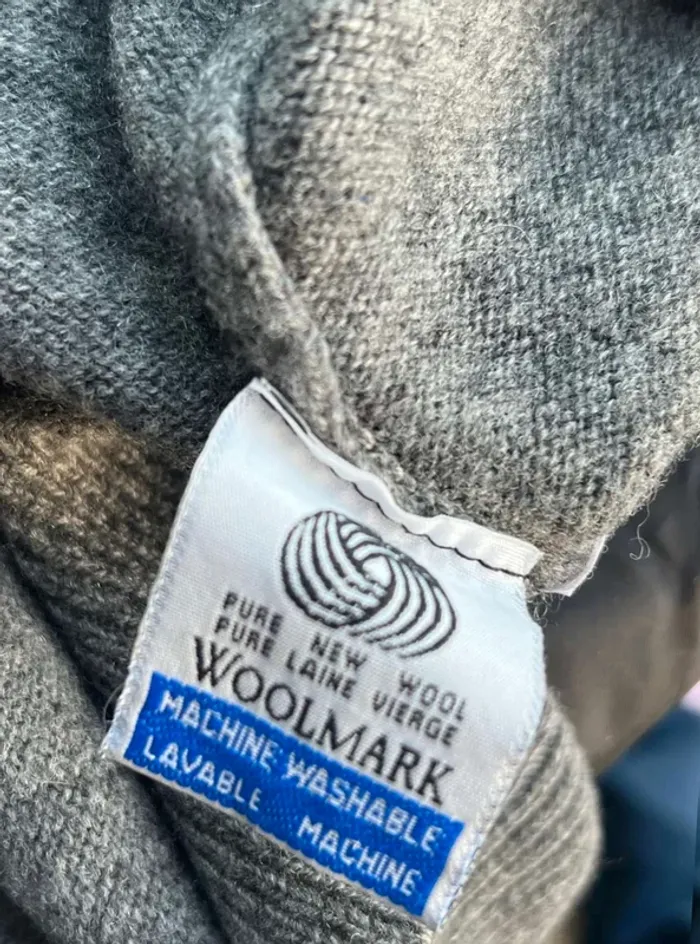 PURE NEW WOOL
PURE LAINE VIERGE
WOOLMARK
MACHINE WASHABLE
LAVABLE MACHINE